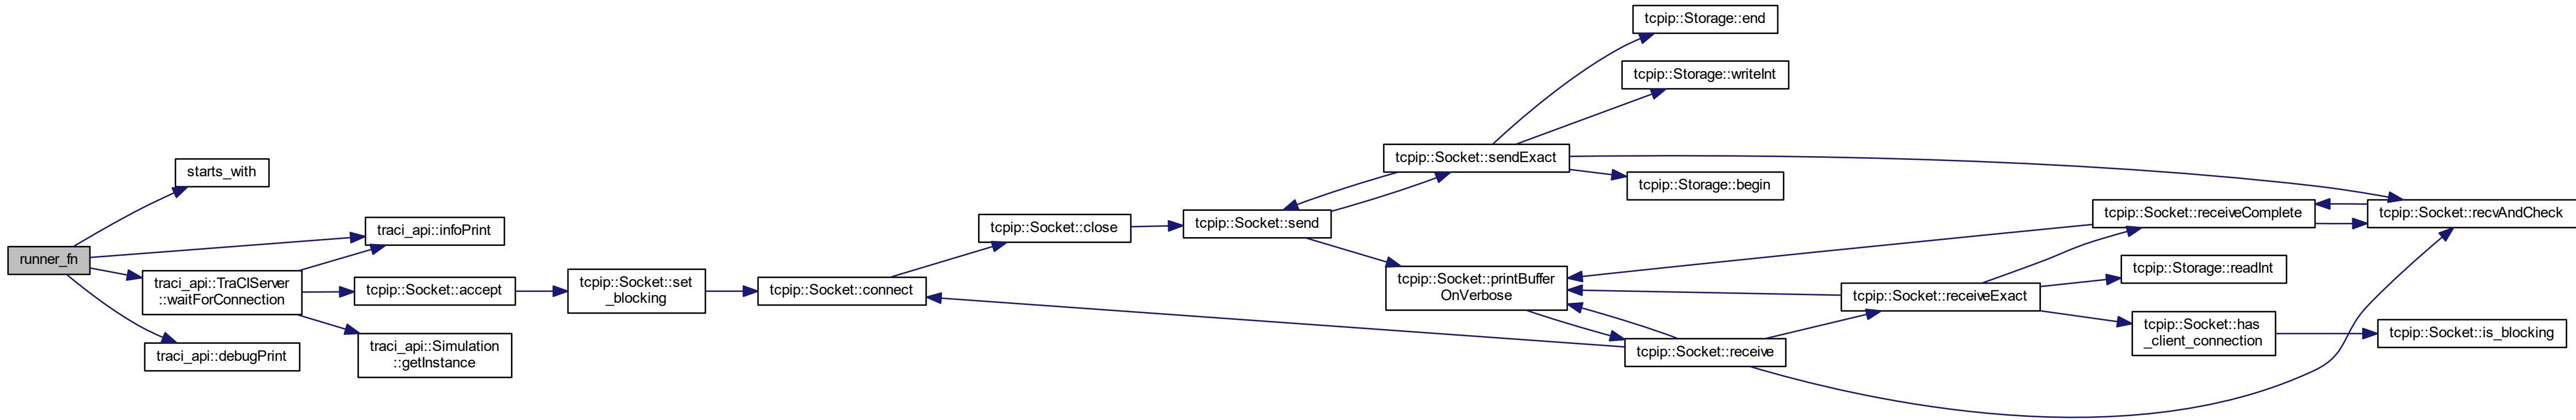 runner_fn
starts_with
traci_api::infoPrint
traci_api::TraCIServer
::waitForConnection
traci_api::debugPrint
tcpip::Socket::accept
traci_api::Simulation
::getInstance
tcpip::Socket::set
_blocking
tcpip::Socket::connect
tcpip::Socket::close
tcpip::Socket::send
tcpip::Socket::sendExact
tcpip::Socket::printBuffer
OnVerbose
tcpip::Storage::end
tcpip::Storage::writeInt
tcpip::Storage::begin
tcpip::Socket::receive
tcpip::Socket::receiveExact
tcpip::Socket::receiveComplete
tcpip::Storage::readInt
tcpip::Socket::has
_client_connection
tcpip::Socket::recvAndCheck
tcpip::Socket::is_blocking